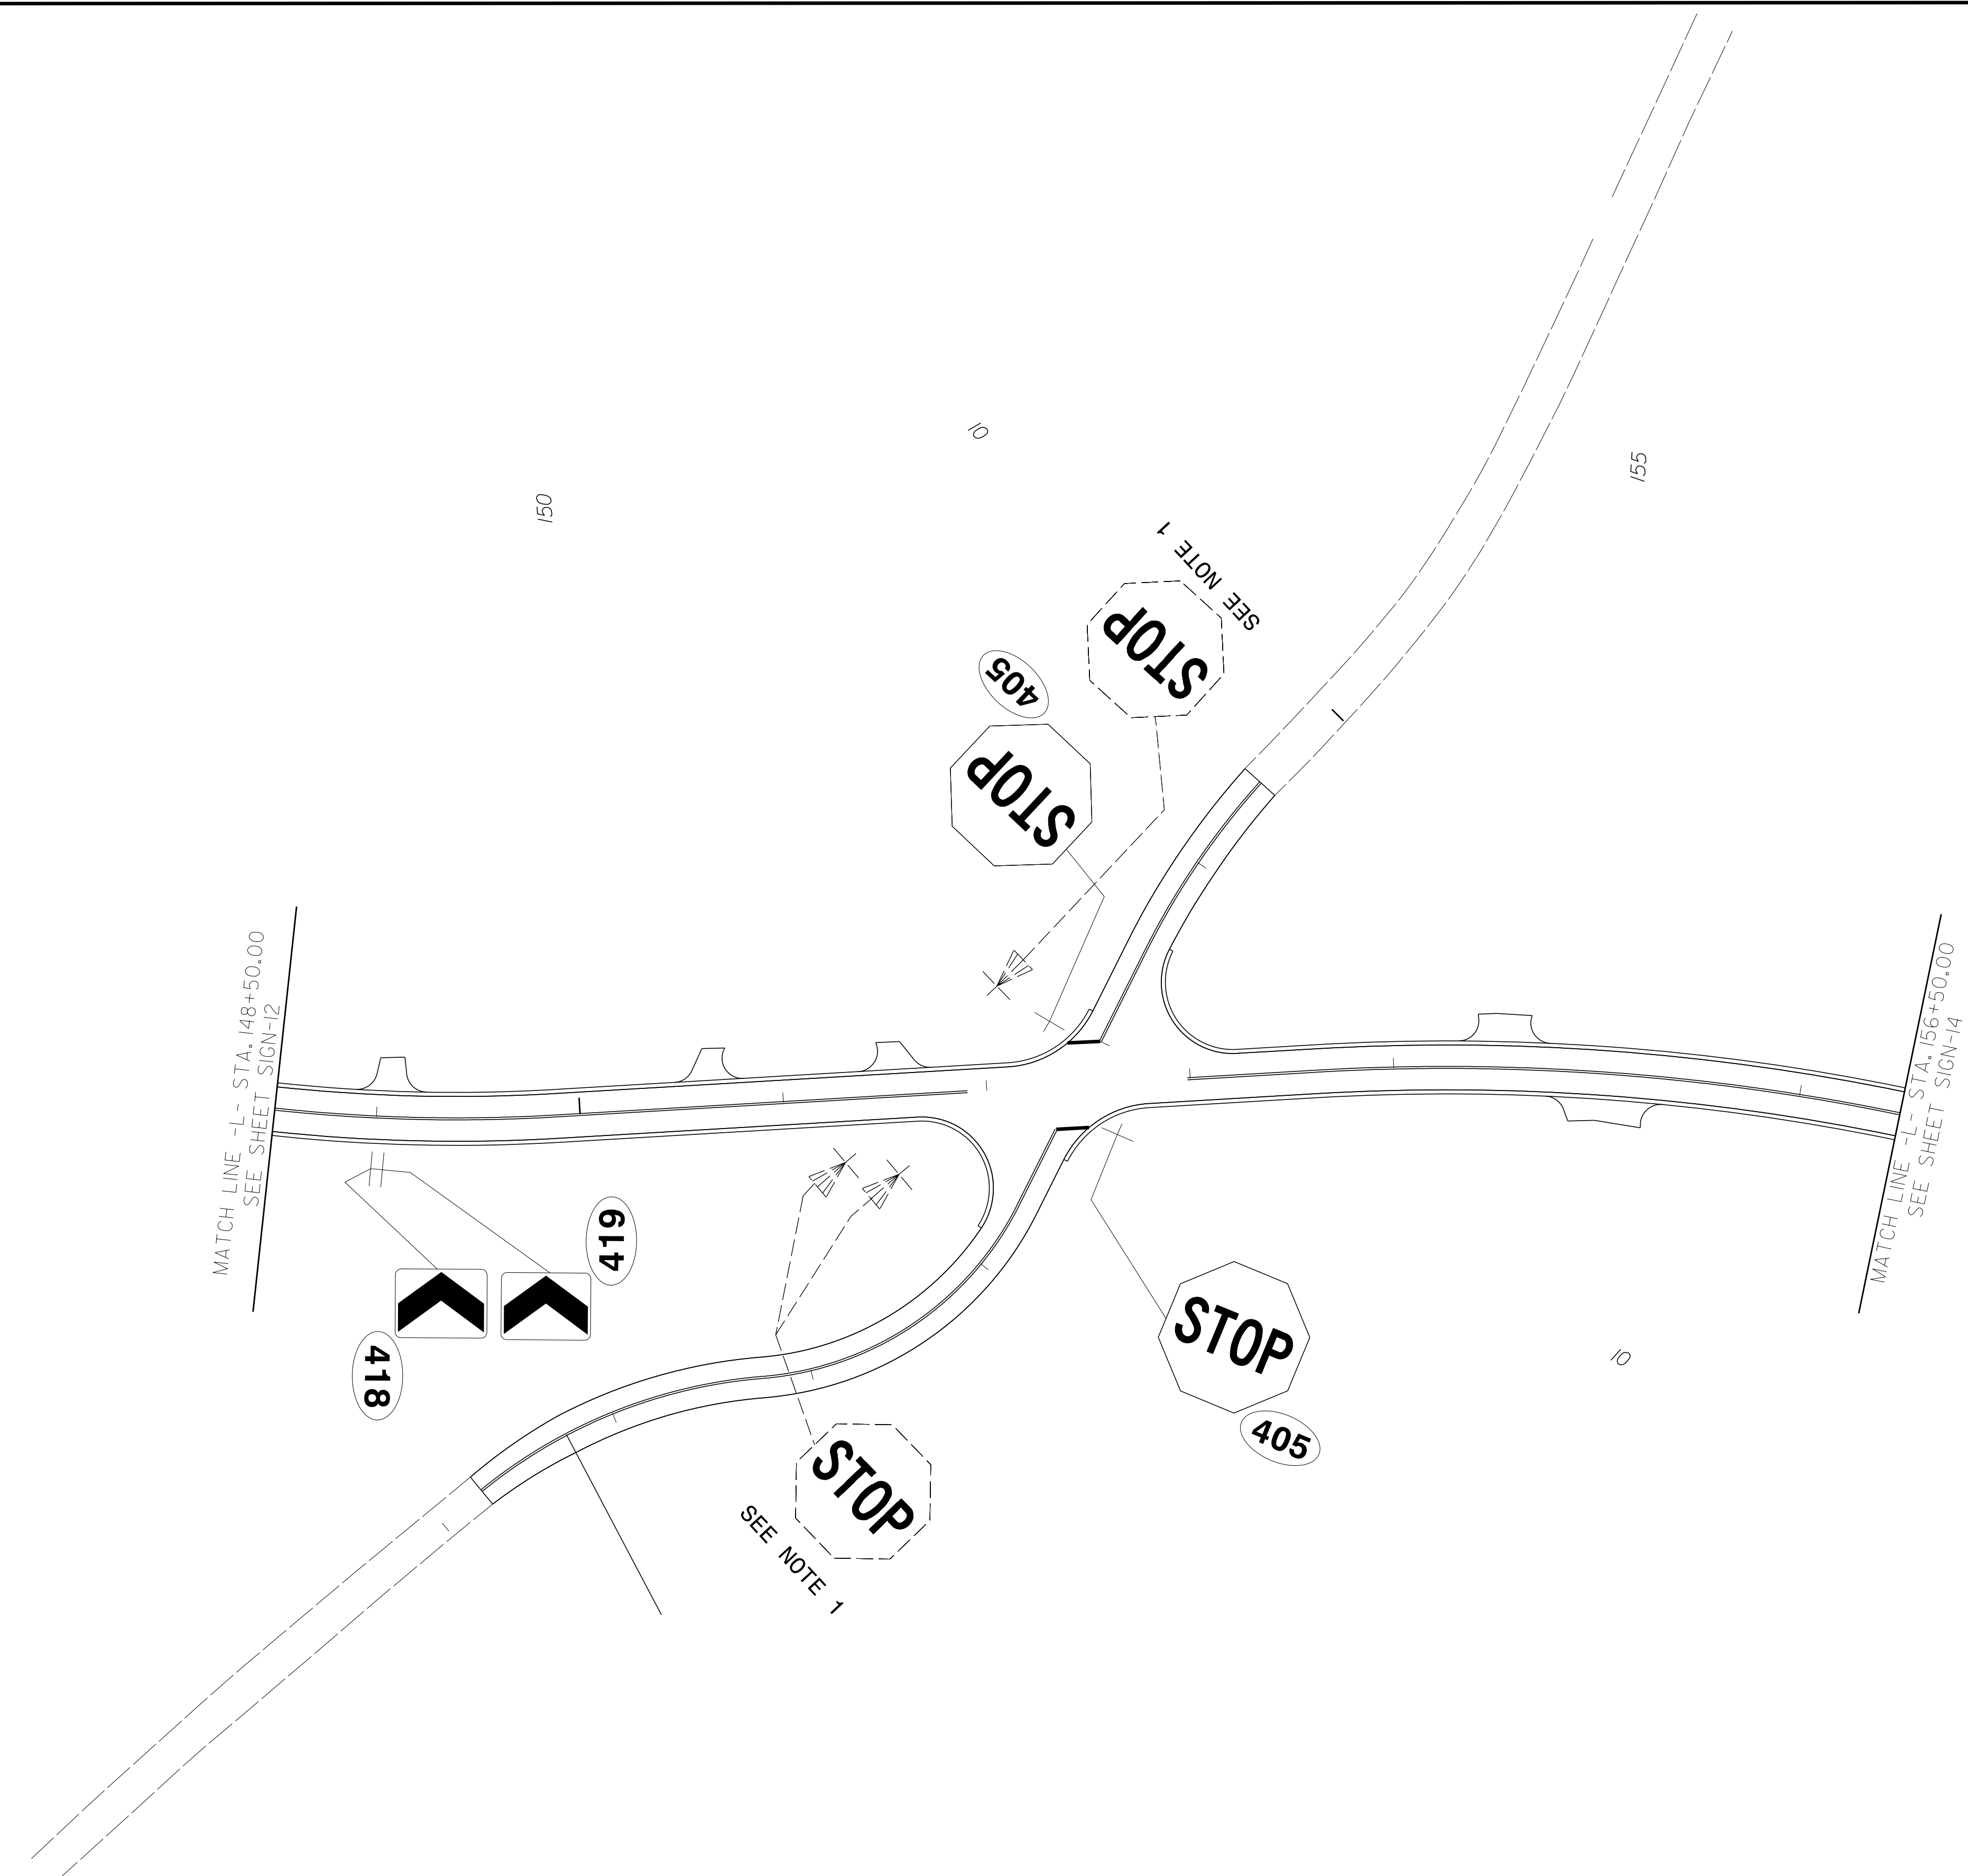 10
150
155
SEE NOTE 1
STOP
405
STOP
MATCH LINE -L- STA. 148+50.00
SEE SHEET SIGN-12
MATCH LINE -L- STA. 156+50.00
SEE SHEET SIGN-14
419
418
STOP
405
10
STOP
SEE NOTE 1